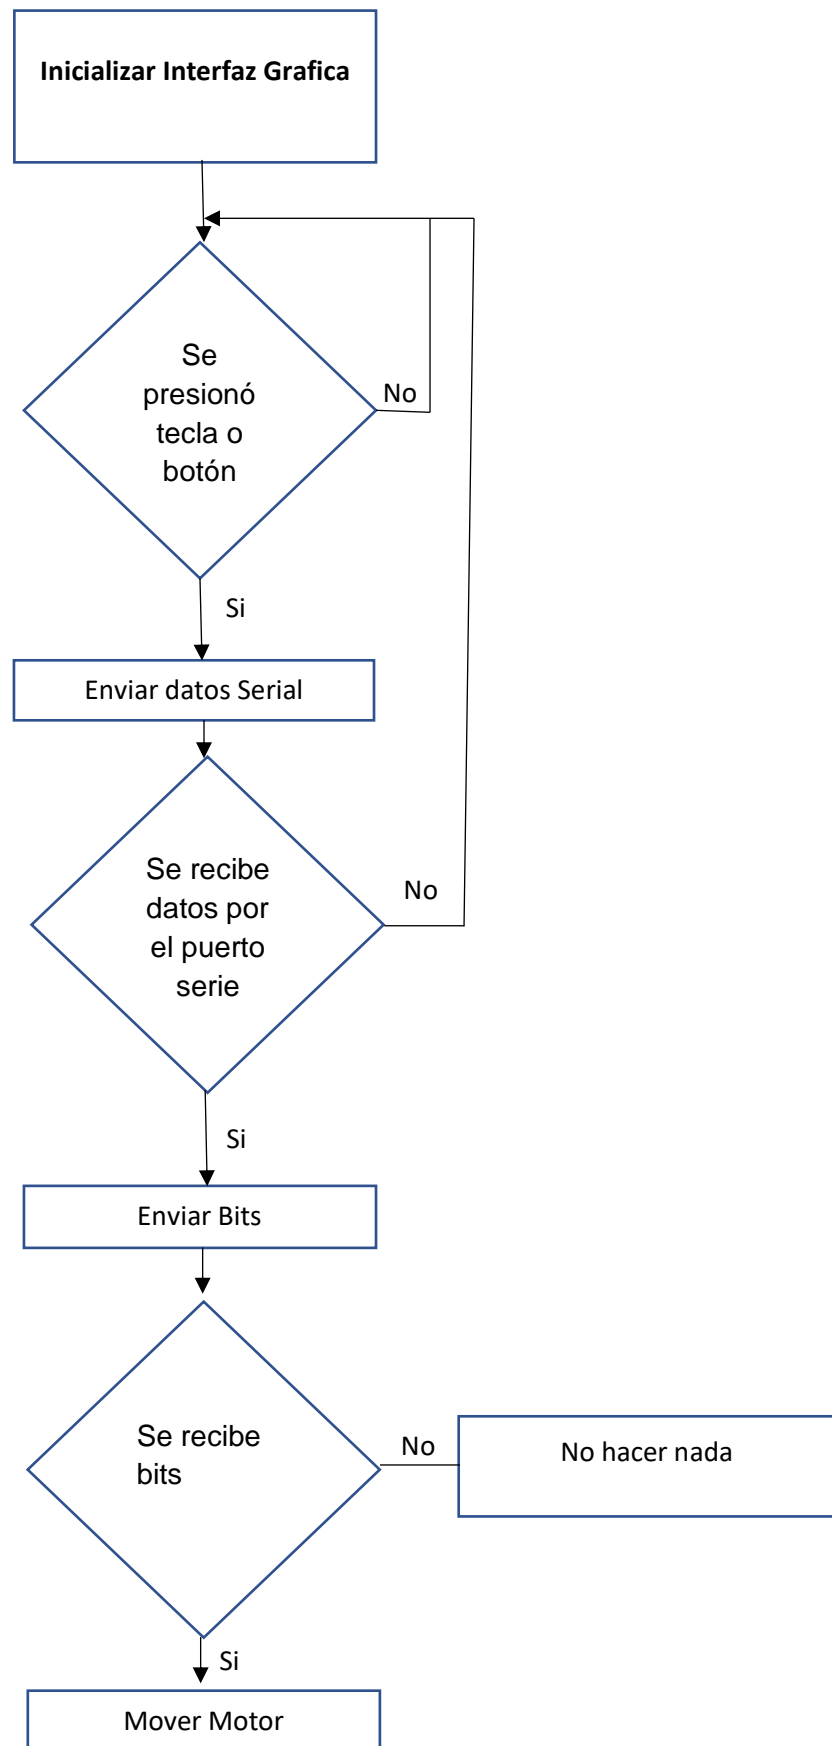 Inicializar Interfaz Grafica
Se
presionó
tecla o
botón
No
Si
Enviar datos Serial
Se recibe
datos por
el puerto
serie
No
Si
Enviar Bits
Se recibe
bits
No
No hacer nada
Si
Mover Motor